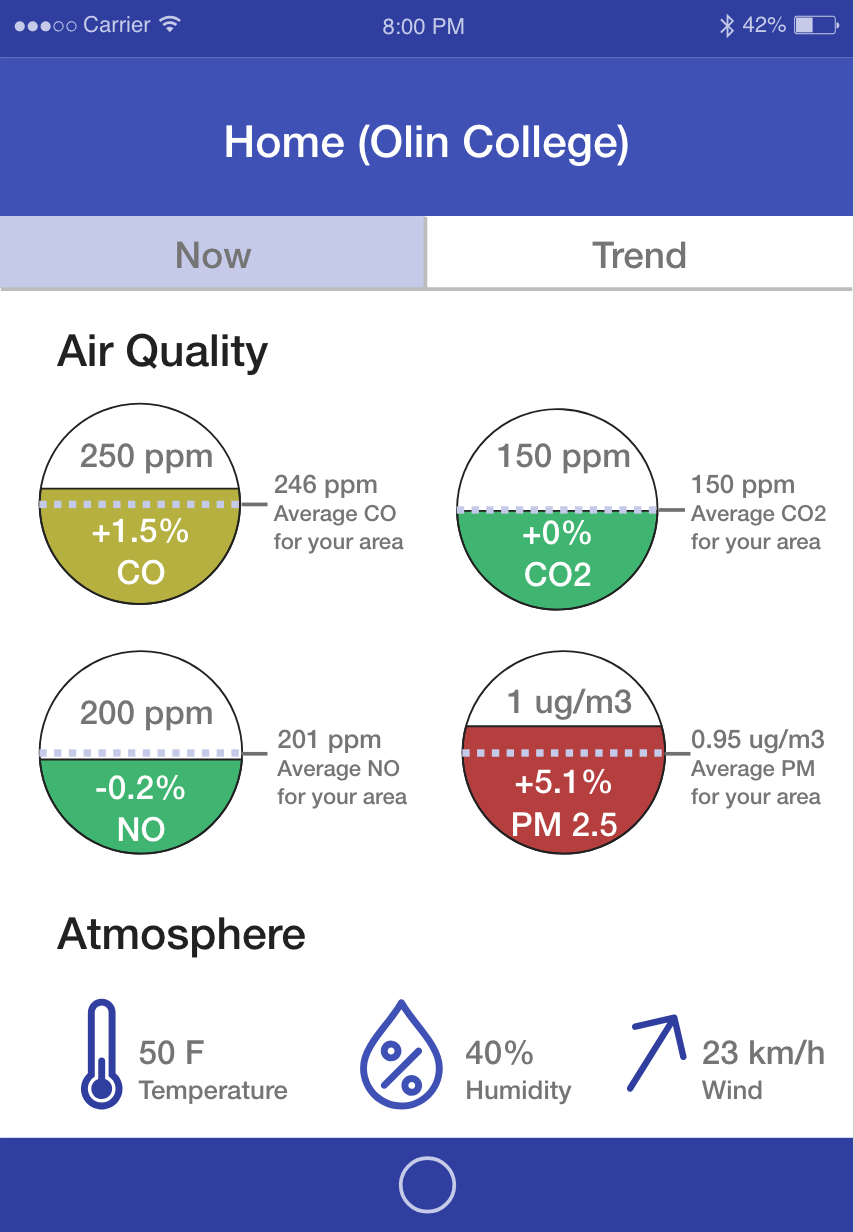 Carrier
8:00 PM
42%
Home (Olin College)
Now
Trend
Air Quality
250 ppm
+1.5%
CO
246 ppm
Average CO
for your area
150 ppm
+0%
CO2
150 ppm
Average CO2
for your area
200 ppm
-0.2%
NO
201 ppm
Average NO
for your area
1 ug/m3
+5.1%
PM 2.5
0.95 ug/m3
Average PM
for your area
Atmosphere
50 F
Temperature
%
40%
Humidity
23 km/h
Wind